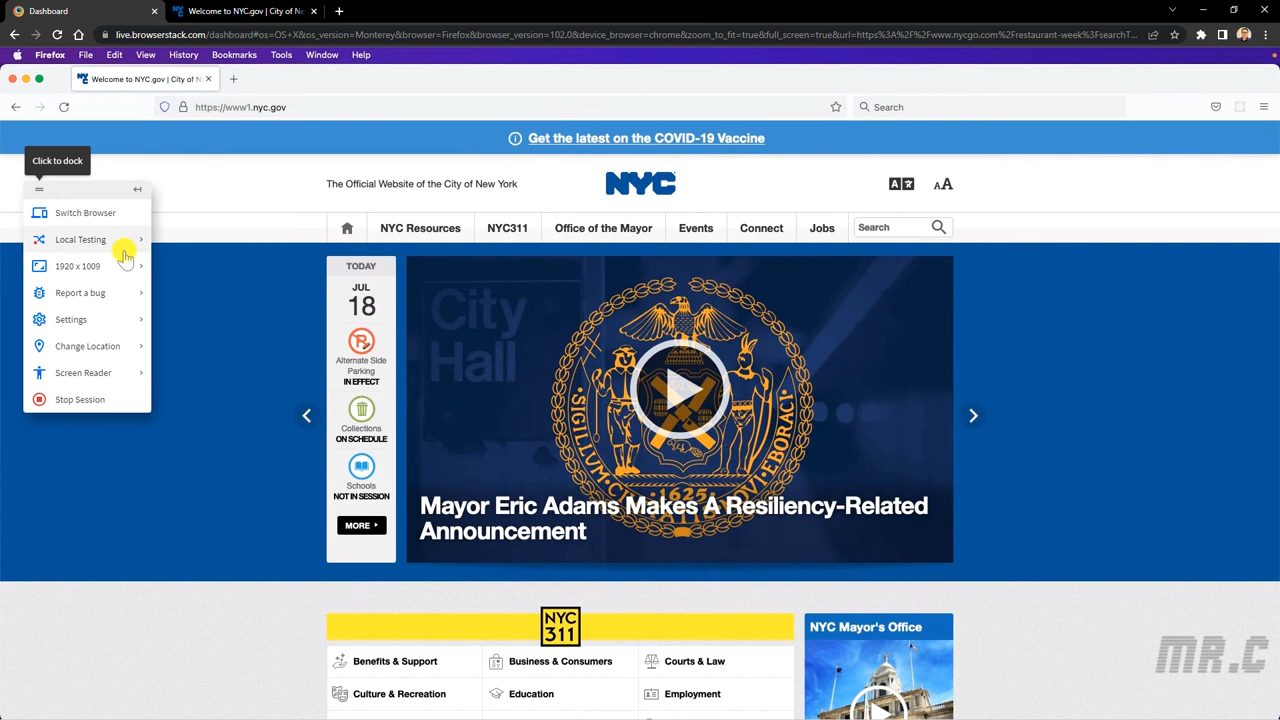 Dashboard
Welcome to NYC.gov | City of Ne
live.browserstack.com/dashboard#os=OS+X&os_version=Monterey&browser=Firefox&browser_version=102.0&device_browser=chrome&zoom_to_fit=true&full_screen=true&url=https%3A%2F%2Fwww.nycgo.com%2Frestaurant-week%3FsearchT...
Firefox File Edit View History Bookmarks Tools Window Help
Welcome to NYC.gov | City of Ne
https://www1.nyc.gov
Search
Get the latest on the COVID-19 Vaccine
Click to dock
The Official Website of the City of New York
NYC
Switch Browser
Local Testing
1920 x 1009
Report a bug
Settings
Change Location
Screen Reader
Stop Session
NYC Resources NYC311 Office of the Mayor Events Connect Jobs Search
TODAY
JUL
18
Alternate Side
Parking
IN EFFECT
Collections
ON SCHEDULE
Schools
NOT IN SESSION
MORE
City
Hall
SIGILLUM CIVITATIS NOVI EBORACI
1625
Mayor Eric Adams Makes A Resiliency-Related
Announcement
NYC
311
Benefits & Support
Business & Consumers
Courts & Law
Culture & Recreation
Education
Employment
NYC Mayor's Office
MR.C